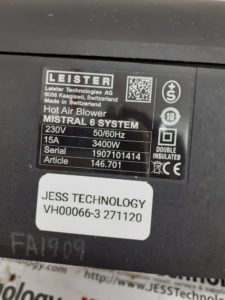 LEISTER
Leister Technologies AG
6056 Kaegiswil, Switzerland
Made in Switzerland
Hot Air Blower
MISTRAL 6 SYSTEM
230V 50/60Hz
15A 3400W
Serial 1907101414
Article 146.701
S
10
DOUBLE
INSULATED
JESS TECHNOLOGY
VH00066-3 271120
FA1909
www.JESSTechnology